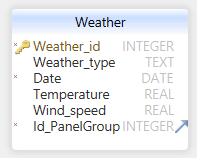 Weather
Weather_id INTEGER
Weather_type TEXT
Date DATE
Temperature REAL
Wind_speed REAL
Id_PanelGroup INTEGER